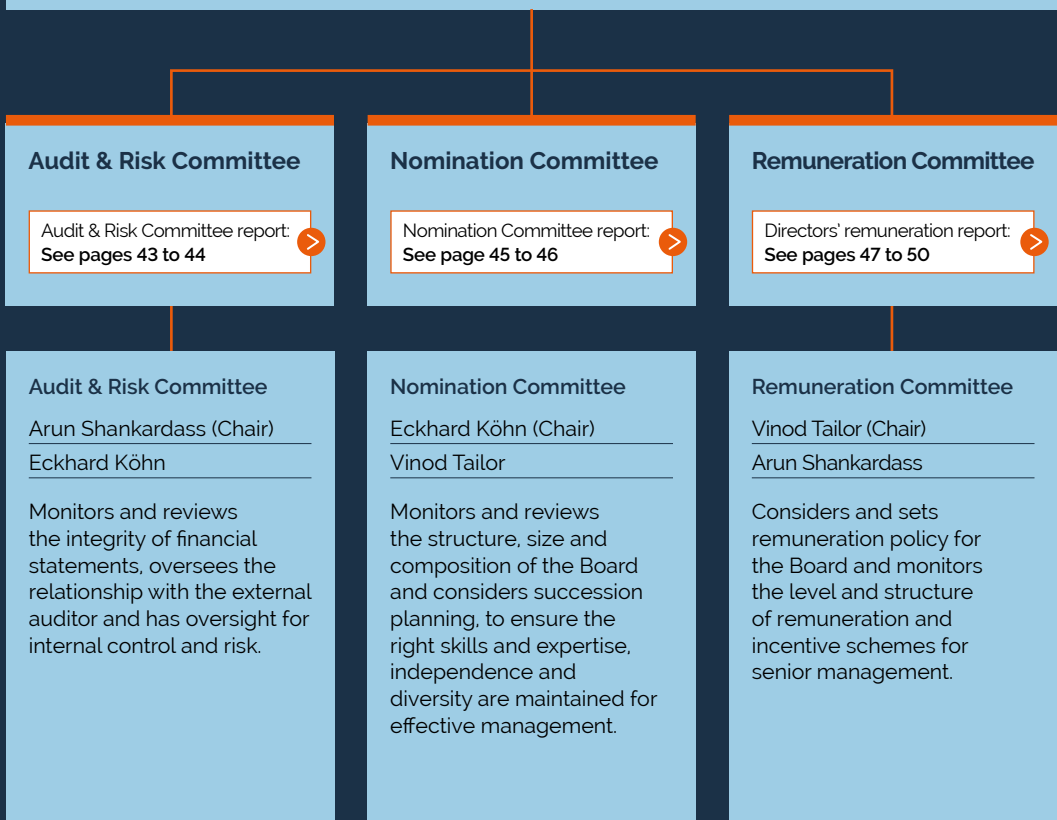 Audit & Risk Committee
Audit & Risk Committee report:
See pages 43 to 44
Nomination Committee
Nomination Committee report:
See page 45 to 46
Remuneration Committee
Directors' remuneration report:
See pages 47 to 50
Audit & Risk Committee
Arun Shankardass (Chair)
Eckhard Köhn
Monitors and reviews
the integrity of financial
statements, oversees the
relationship with the external
auditor and has oversight for
internal control and risk.
Nomination Committee
Eckhard Köhn (Chair)
Vinod Tailor
Monitors and reviews
the structure, size and
composition of the Board
and considers succession
planning, to ensure the
right skills and expertise,
independence and
diversity are maintained for
effective management.
Remuneration Committee
Vinod Tailor (Chair)
Arun Shankardass
Considers and sets
remuneration policy for
the Board and monitors
the level and structure
of remuneration and
incentive schemes for
senior management.